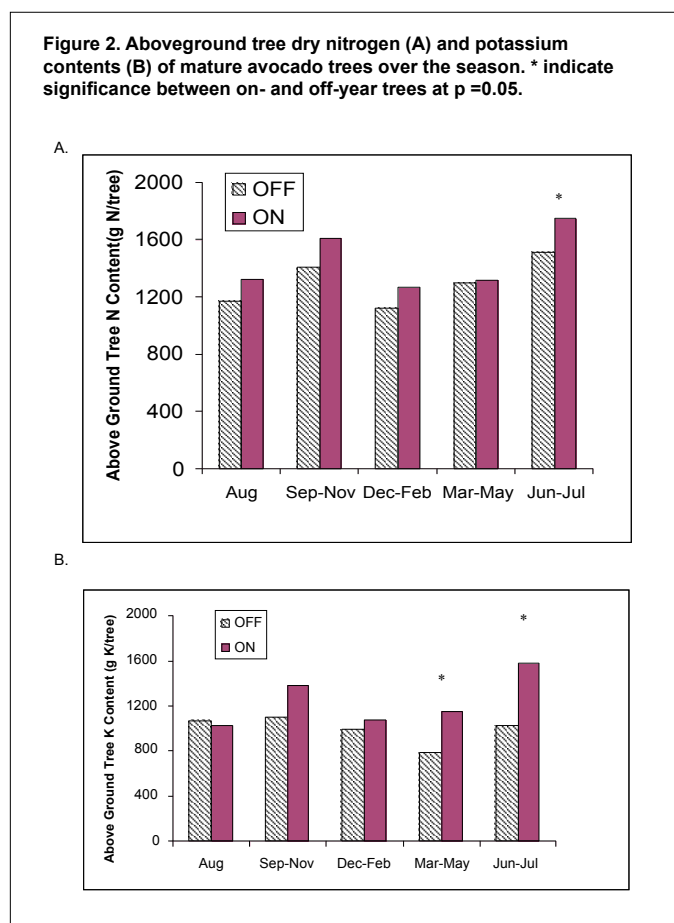 Figure 2. Aboveground tree dry nitrogen (A) and potassium
contents (B) of mature avocado trees over the season. * indicate
significance between on- and off-year trees at p =0.05.
A.
Above Ground Tree N Content(g N/tree)
2000
1600
1200
800
400
0
OFF
ON
*
Aug Sep-Nov Dec-Feb Mar-May Jun-Jul
B.
Above Ground Tree K Content (g K/tree)
2000
1600
1200
800
400
0
OFF
ON
*
*
Aug Sep-Nov Dec-Feb Mar-May Jun-Jul